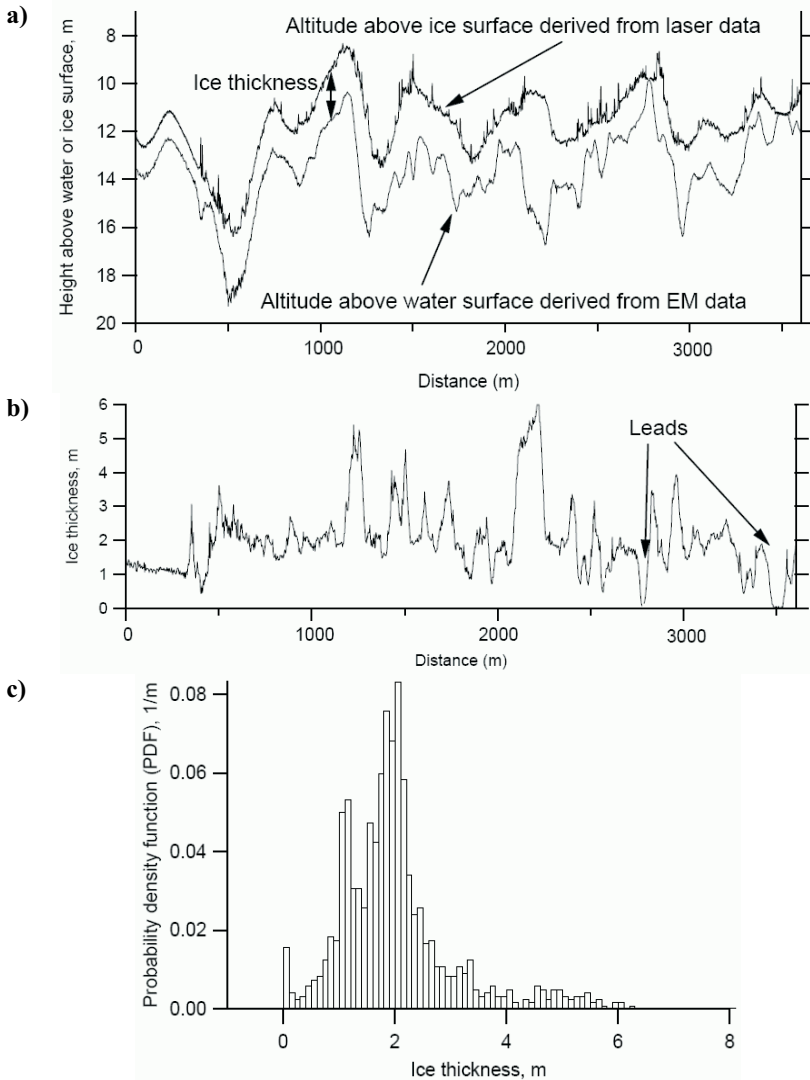 a)
Altitude above ice surface derived from laser data
Ice thickness
Altitude above water surface derived from EM data
Height above water or ice surface, m
8
10
12
14
16
18
20
0 1000 2000 3000
Distance (m)
b)
Leads
Ice thickness, m
6
5
4
3
2
1
0
0 1000 2000 3000
Distance (m)
c)
Probability density function (PDF), 1/m
0.08
0.06
0.04
0.02
0.00
0 2 4 6 8
Ice thickness, m